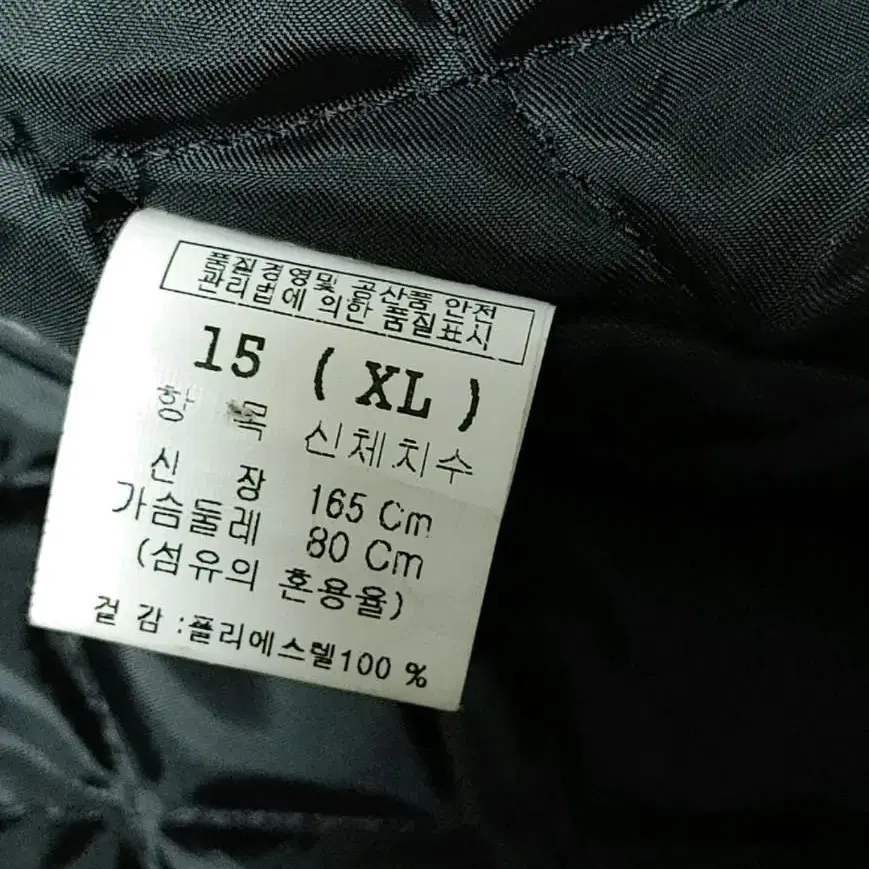 품질경영및 공산품 안전
관리법에 의한 품질표시
15 ( XL )
항 목 신체치수
신 장 165 Cm
가슴둘레 80 Cm
(섬유의 혼용율)
겉 감 : 폴리에스텔100 %